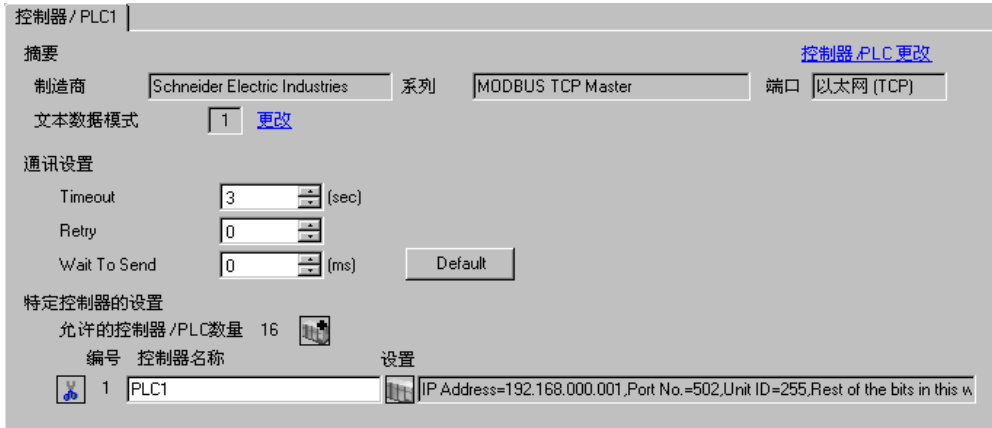 控制器/PLC1
摘要 控制器/PLC更改
制造商 Schneider Electric Industries 系列 MODBUS TCP Master 端口 以太网 (TCP)
文本数据模式 1 更改
通讯设置
Timeout 3 (sec)
Retry 0
Wait To Send 0 (ms) Default
特定控制器的设置
允许的控制器/PLC数量 16
编号 控制器名称 设置
1 PLC1 IP Address=192.168.000.001,Port No.=502,Unit ID=255,Rest of the bits in this w